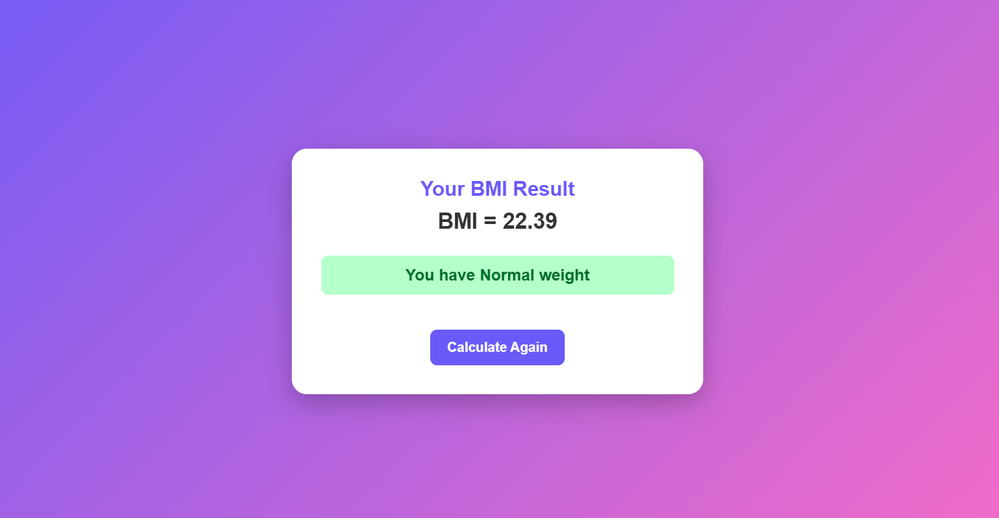 Your BMI Result
BMI = 22.39
You have Normal weight
Calculate Again